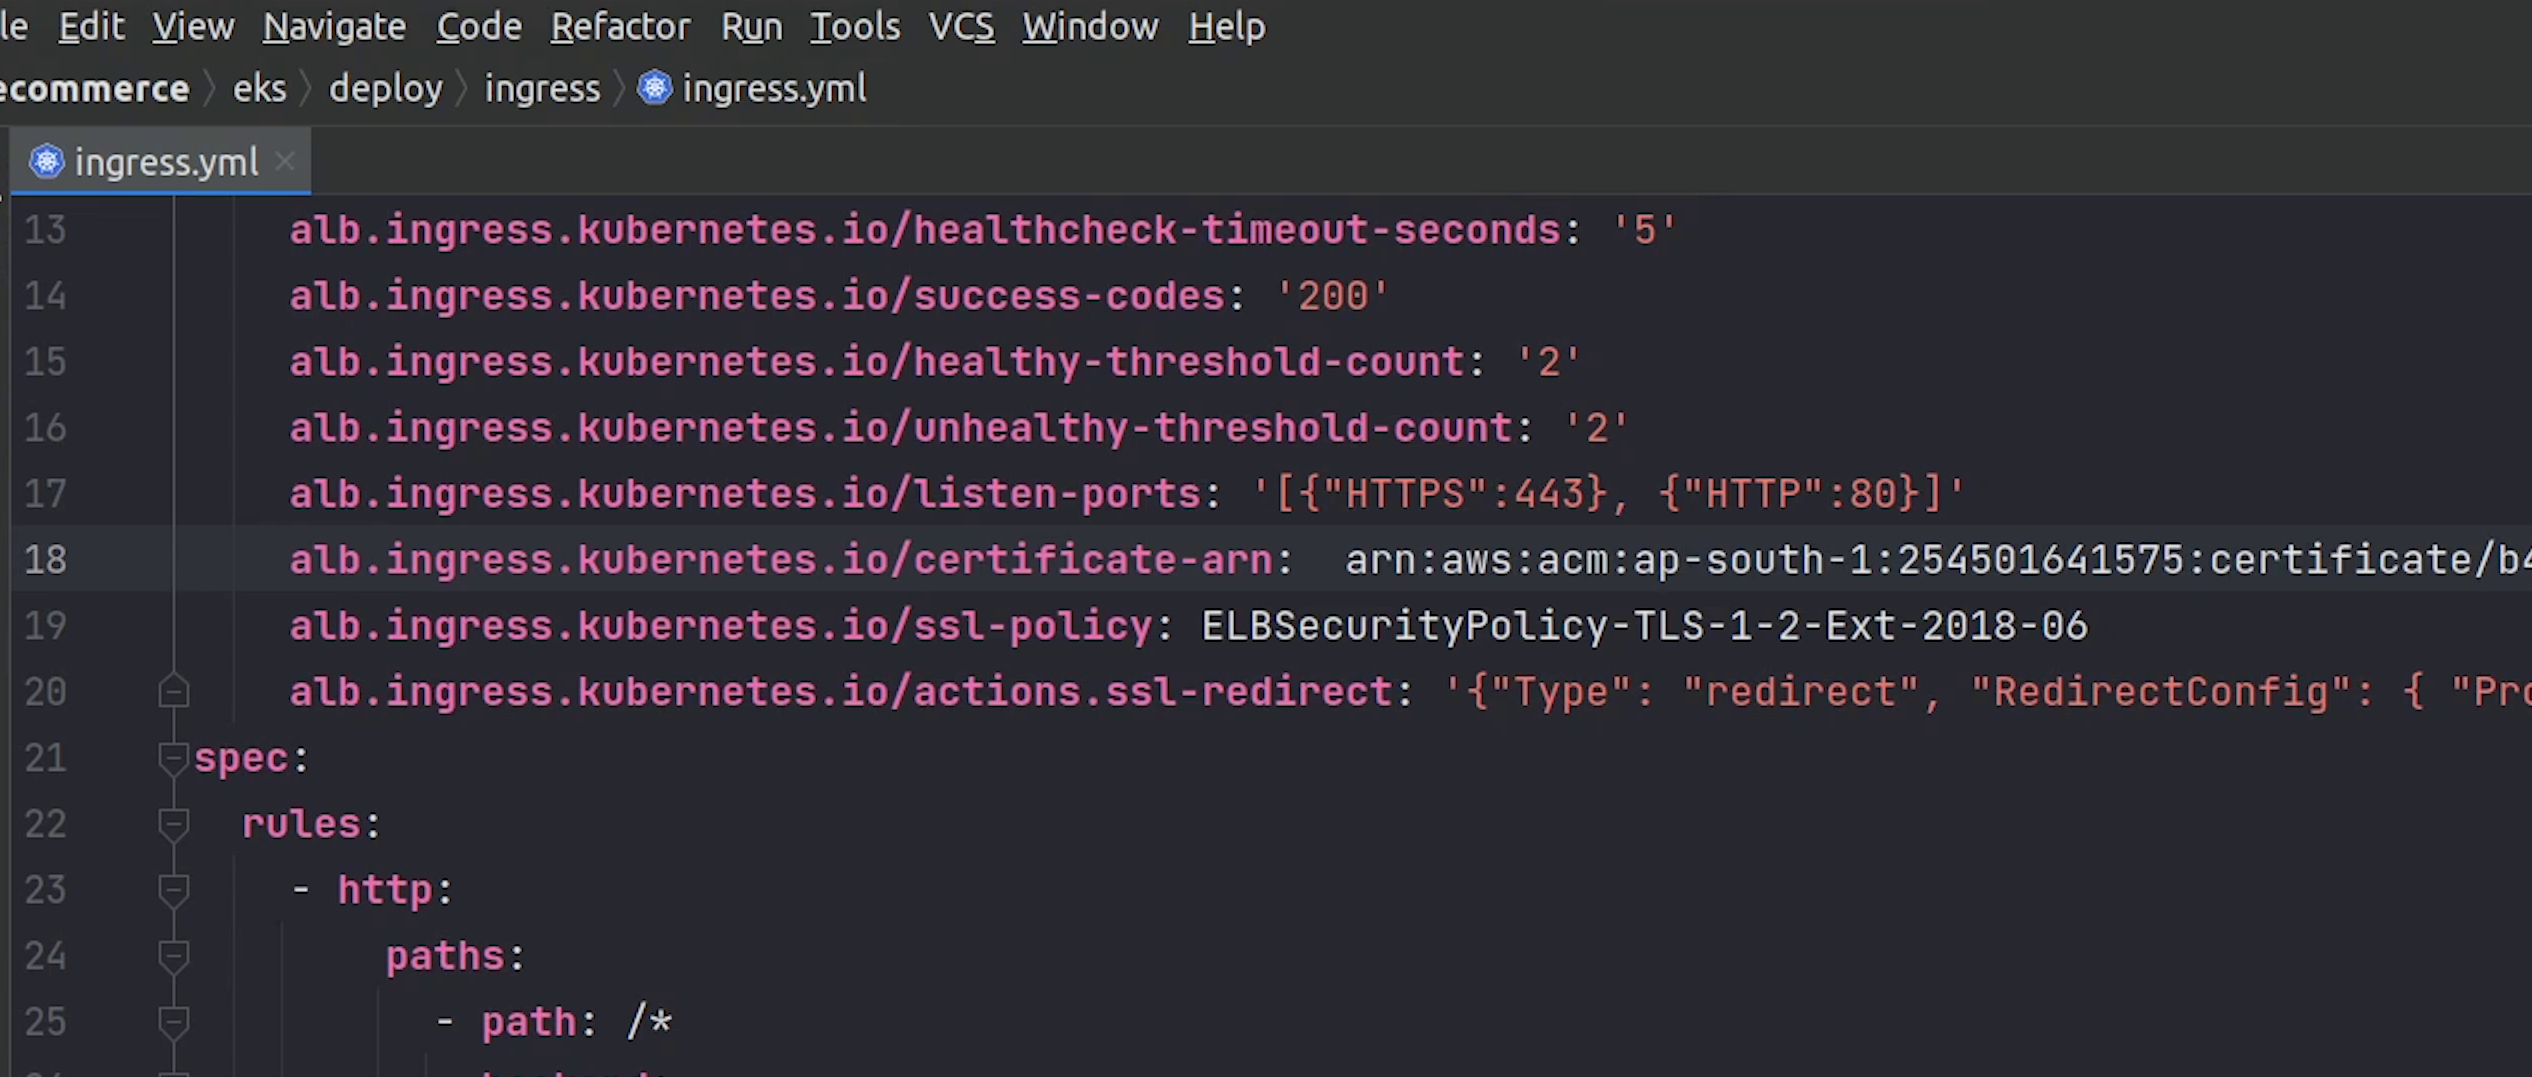 le Edit View Navigate Code Refactor Run Tools VCS Window Help
ecommerce eks deploy ingress ingress.yml
ingress.yml
13 alb.ingress.kubernetes.io/healthcheck-timeout-seconds: '5'
14 alb.ingress.kubernetes.io/success-codes: '200'
15 alb.ingress.kubernetes.io/healthy-threshold-count: '2'
16 alb.ingress.kubernetes.io/unhealthy-threshold-count: '2'
17 alb.ingress.kubernetes.io/listen-ports: '[{"HTTPS":443}, {"HTTP":80}]'
18 alb.ingress.kubernetes.io/certificate-arn:  arn:aws:acm:ap-south-1:254501641575:certificate/b4
19 alb.ingress.kubernetes.io/ssl-policy: ELBSecurityPolicy-TLS-1-2-Ext-2018-06
20 alb.ingress.kubernetes.io/actions.ssl-redirect: '{"Type": "redirect", "RedirectConfig": { "Pro
21 spec:
22 rules:
23 - http:
24 paths:
25 - path: /*